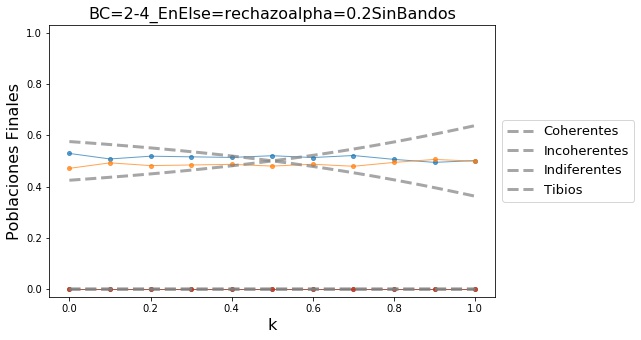 BC=2-4_EnElse=rechazoalpha=0.2SinBandos
Poblaciones Finales
1.0
0.8
0.6
0.4
0.2
0.0
0.0 0.2 0.4 0.6 0.8 1.0
k
Coherentes
Incoherentes
Indiferentes
Tibios